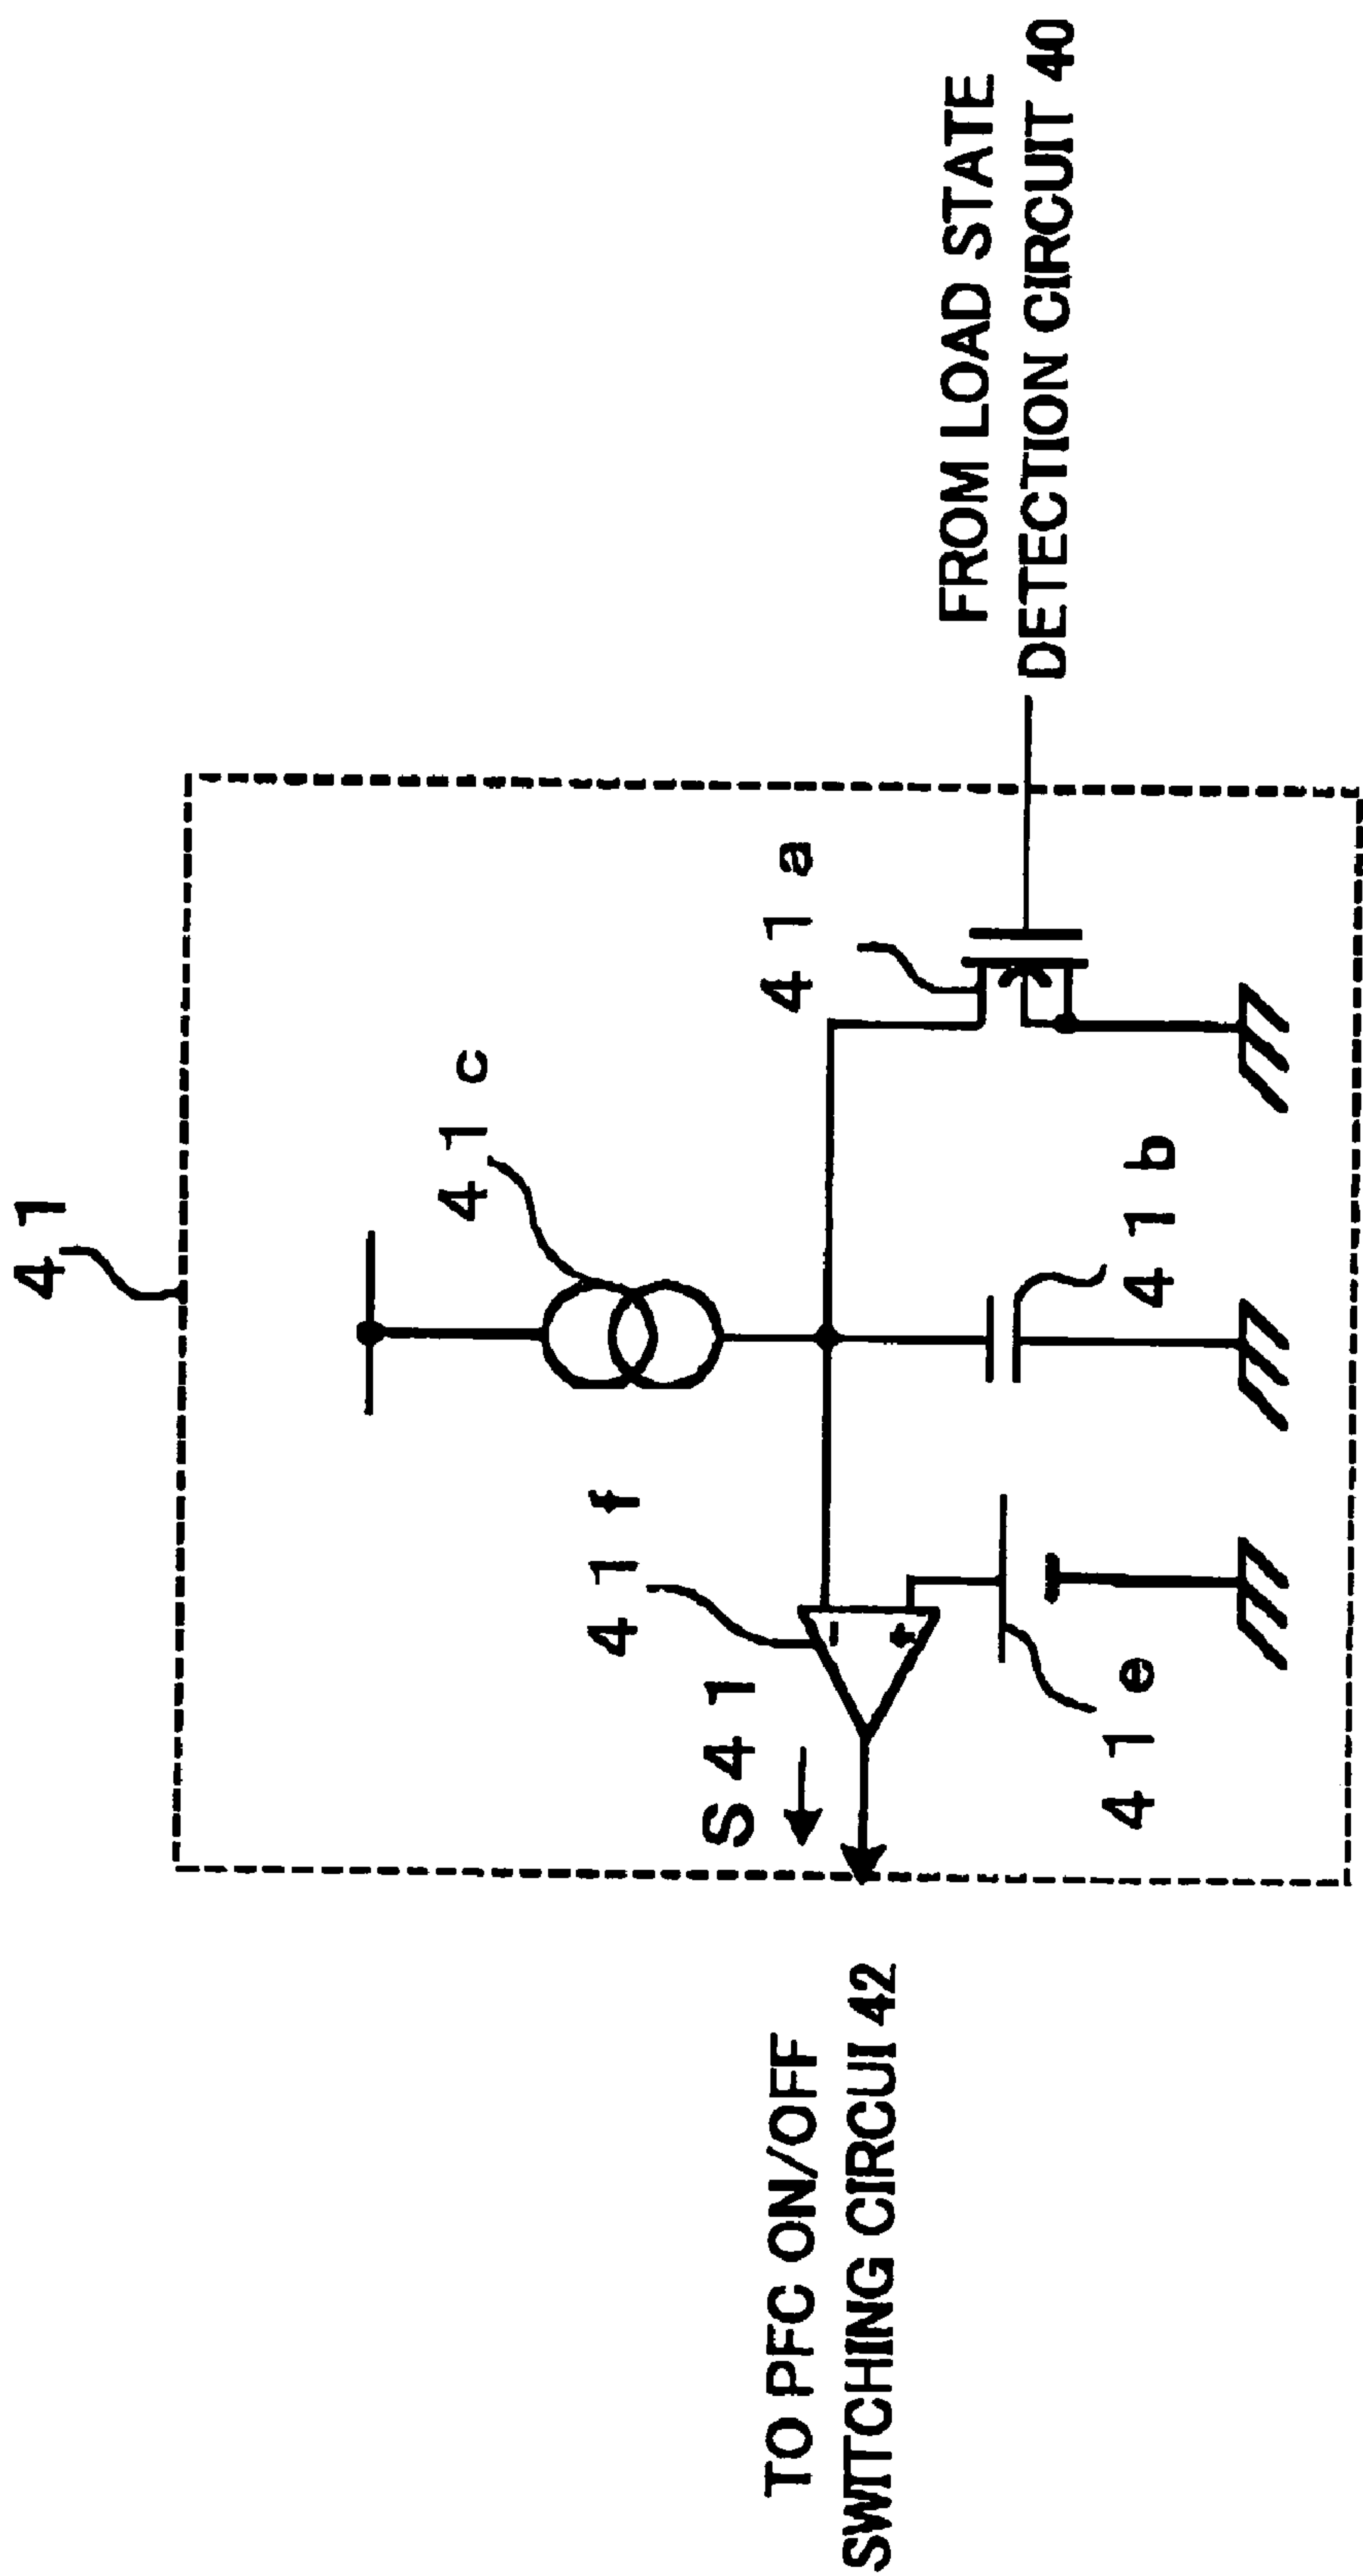 41
41c
41f
41a
S41
41b
41e
FROM LOAD STATE
DETECTION CIRCUIT 40
TO PFC ON/OFF
SWITCHING CIRCUI 42
-
+